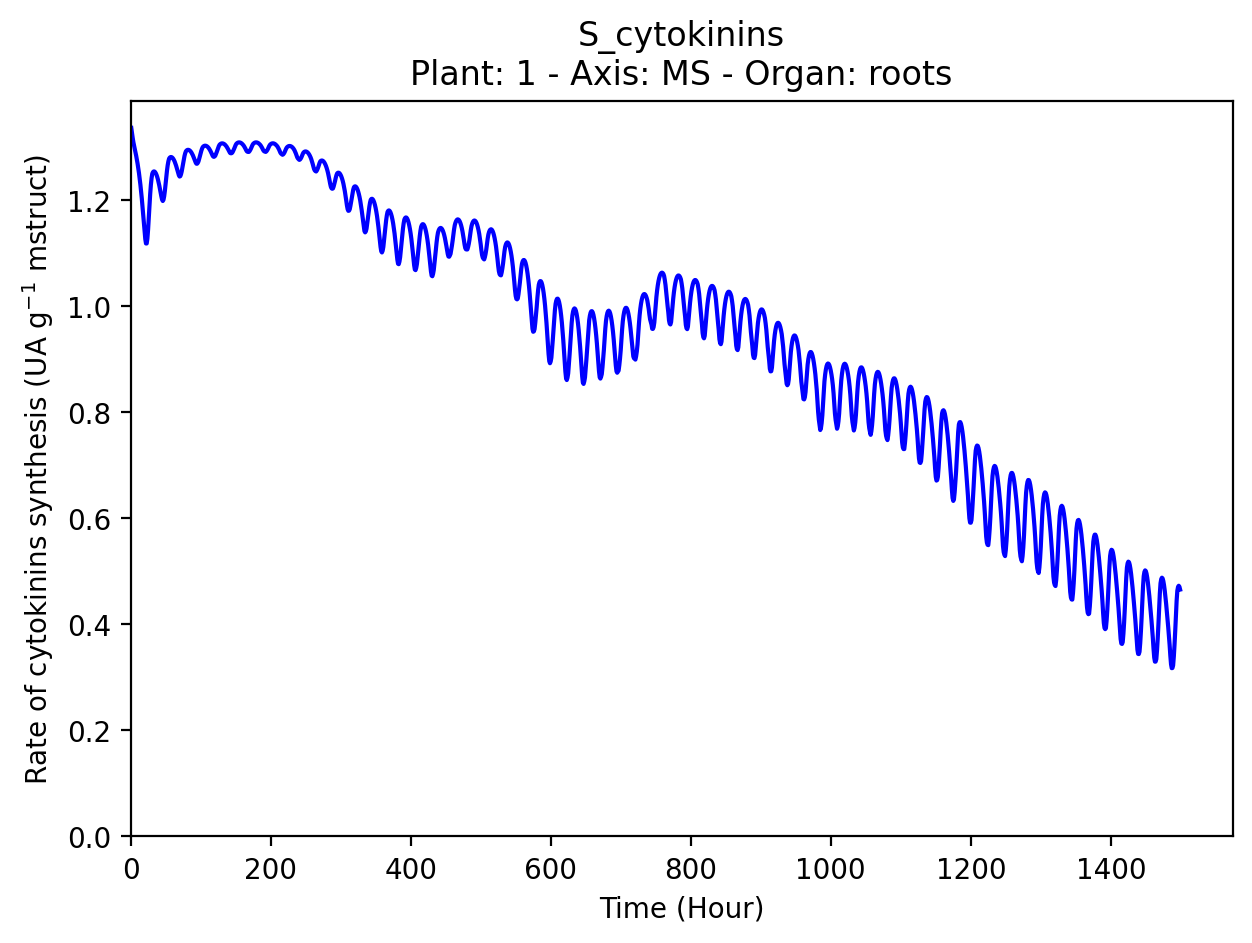 S_cytokinins
Plant: 1 - Axis: MS - Organ: roots
Rate of cytokinins synthesis (UA g⁻¹ mstruct)
1.2
1.0
0.8
0.6
0.4
0.2
0.0
0 200 400 600 800 1000 1200 1400
Time (Hour)